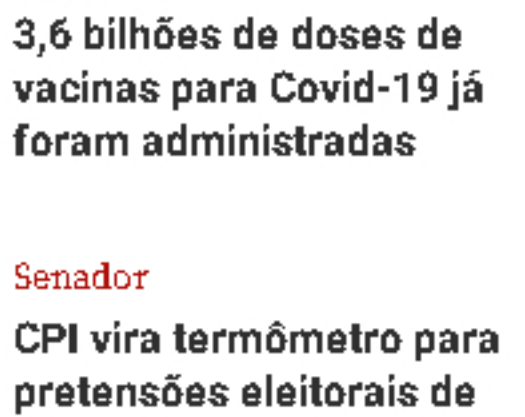 3,6 bilhões de doses de
vacinas para Covid-19 já
foram administradas
Senador
CPI vira termômetro para
pretensões eleitorais de